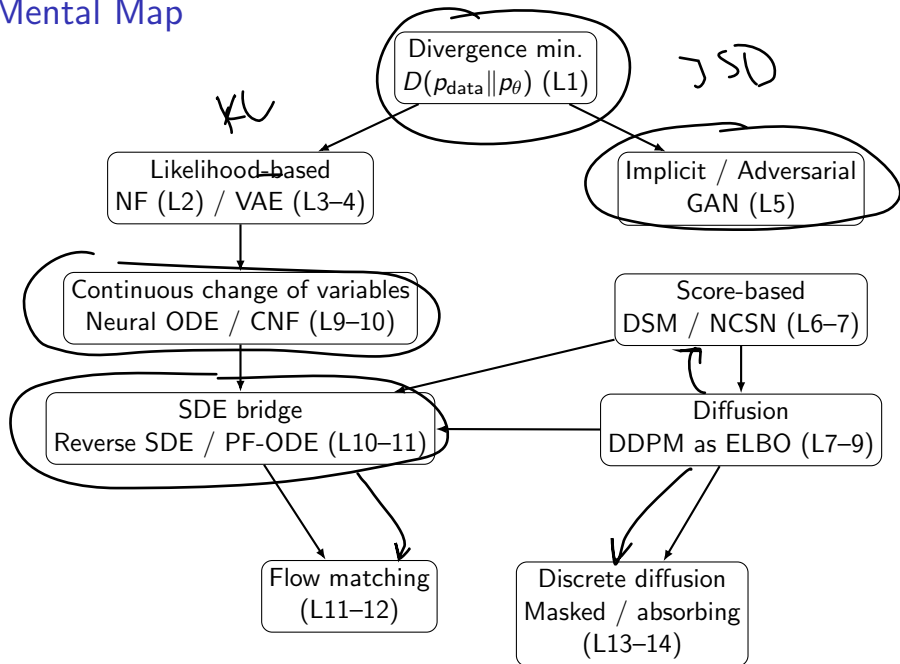 Mental Map
Divergence min.
D(p_data∥p_θ) (L1)
JSD
KL
Likelihood-based
NF (L2) / VAE (L3–4)
Implicit / Adversarial
GAN (L5)
Continuous change of variables
Neural ODE / CNF (L9–10)
Score-based
DSM / NCSN (L6–7)
SDE bridge
Reverse SDE / PF-ODE (L10–11)
Diffusion
DDPM as ELBO (L7–9)
Flow matching
(L11–12)
Discrete diffusion
Masked / absorbing
(L13–14)